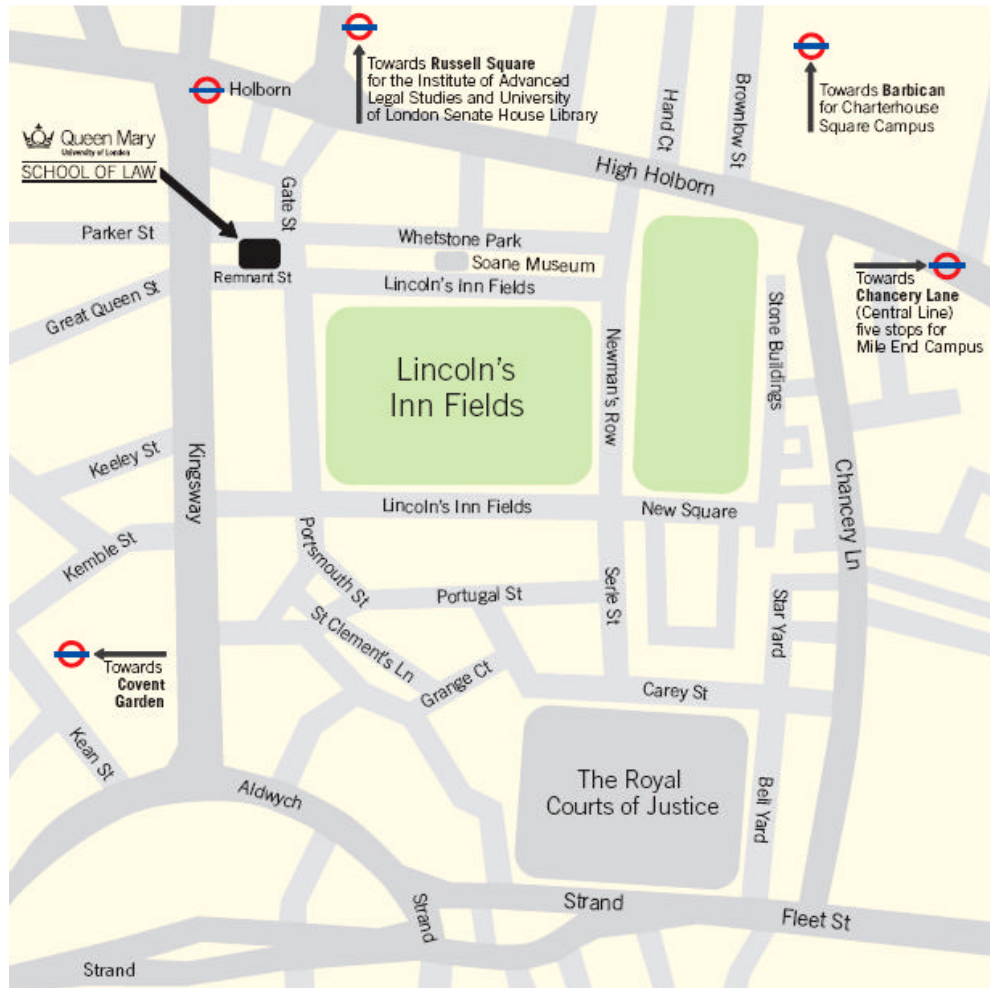 Holborn
Towards Russell Square
for the Institute of Advanced
Legal Studies and University
of London Senate House Library
Towards Barbican
for Charterhouse
Square Campus
Queen Mary
University of London
SCHOOL OF LAW
Hand Ct
Brownlow St
High Holborn
Gate St
Parker St
Whetstone Park
Soane Museum
Remnant St
Lincoln's Inn Fields
Great Queen St
Towards
Chancery Lane
(Central Line)
five stops for
Mile End Campus
Stone Buildings
Lincoln's
Inn Fields
Newman's Row
Keeley St
Kingsway
Chancery Ln
Lincoln's Inn Fields
New Square
Kemble St
Portsmouth St
Portugal St
Serle St
Star Yard
St Clement's Ln
Grange Ct
Carey St
Towards
Covent
Garden
Kean St
Aldwych
The Royal
Courts of Justice
Bell Yard
Strand
Strand
Fleet St
Strand